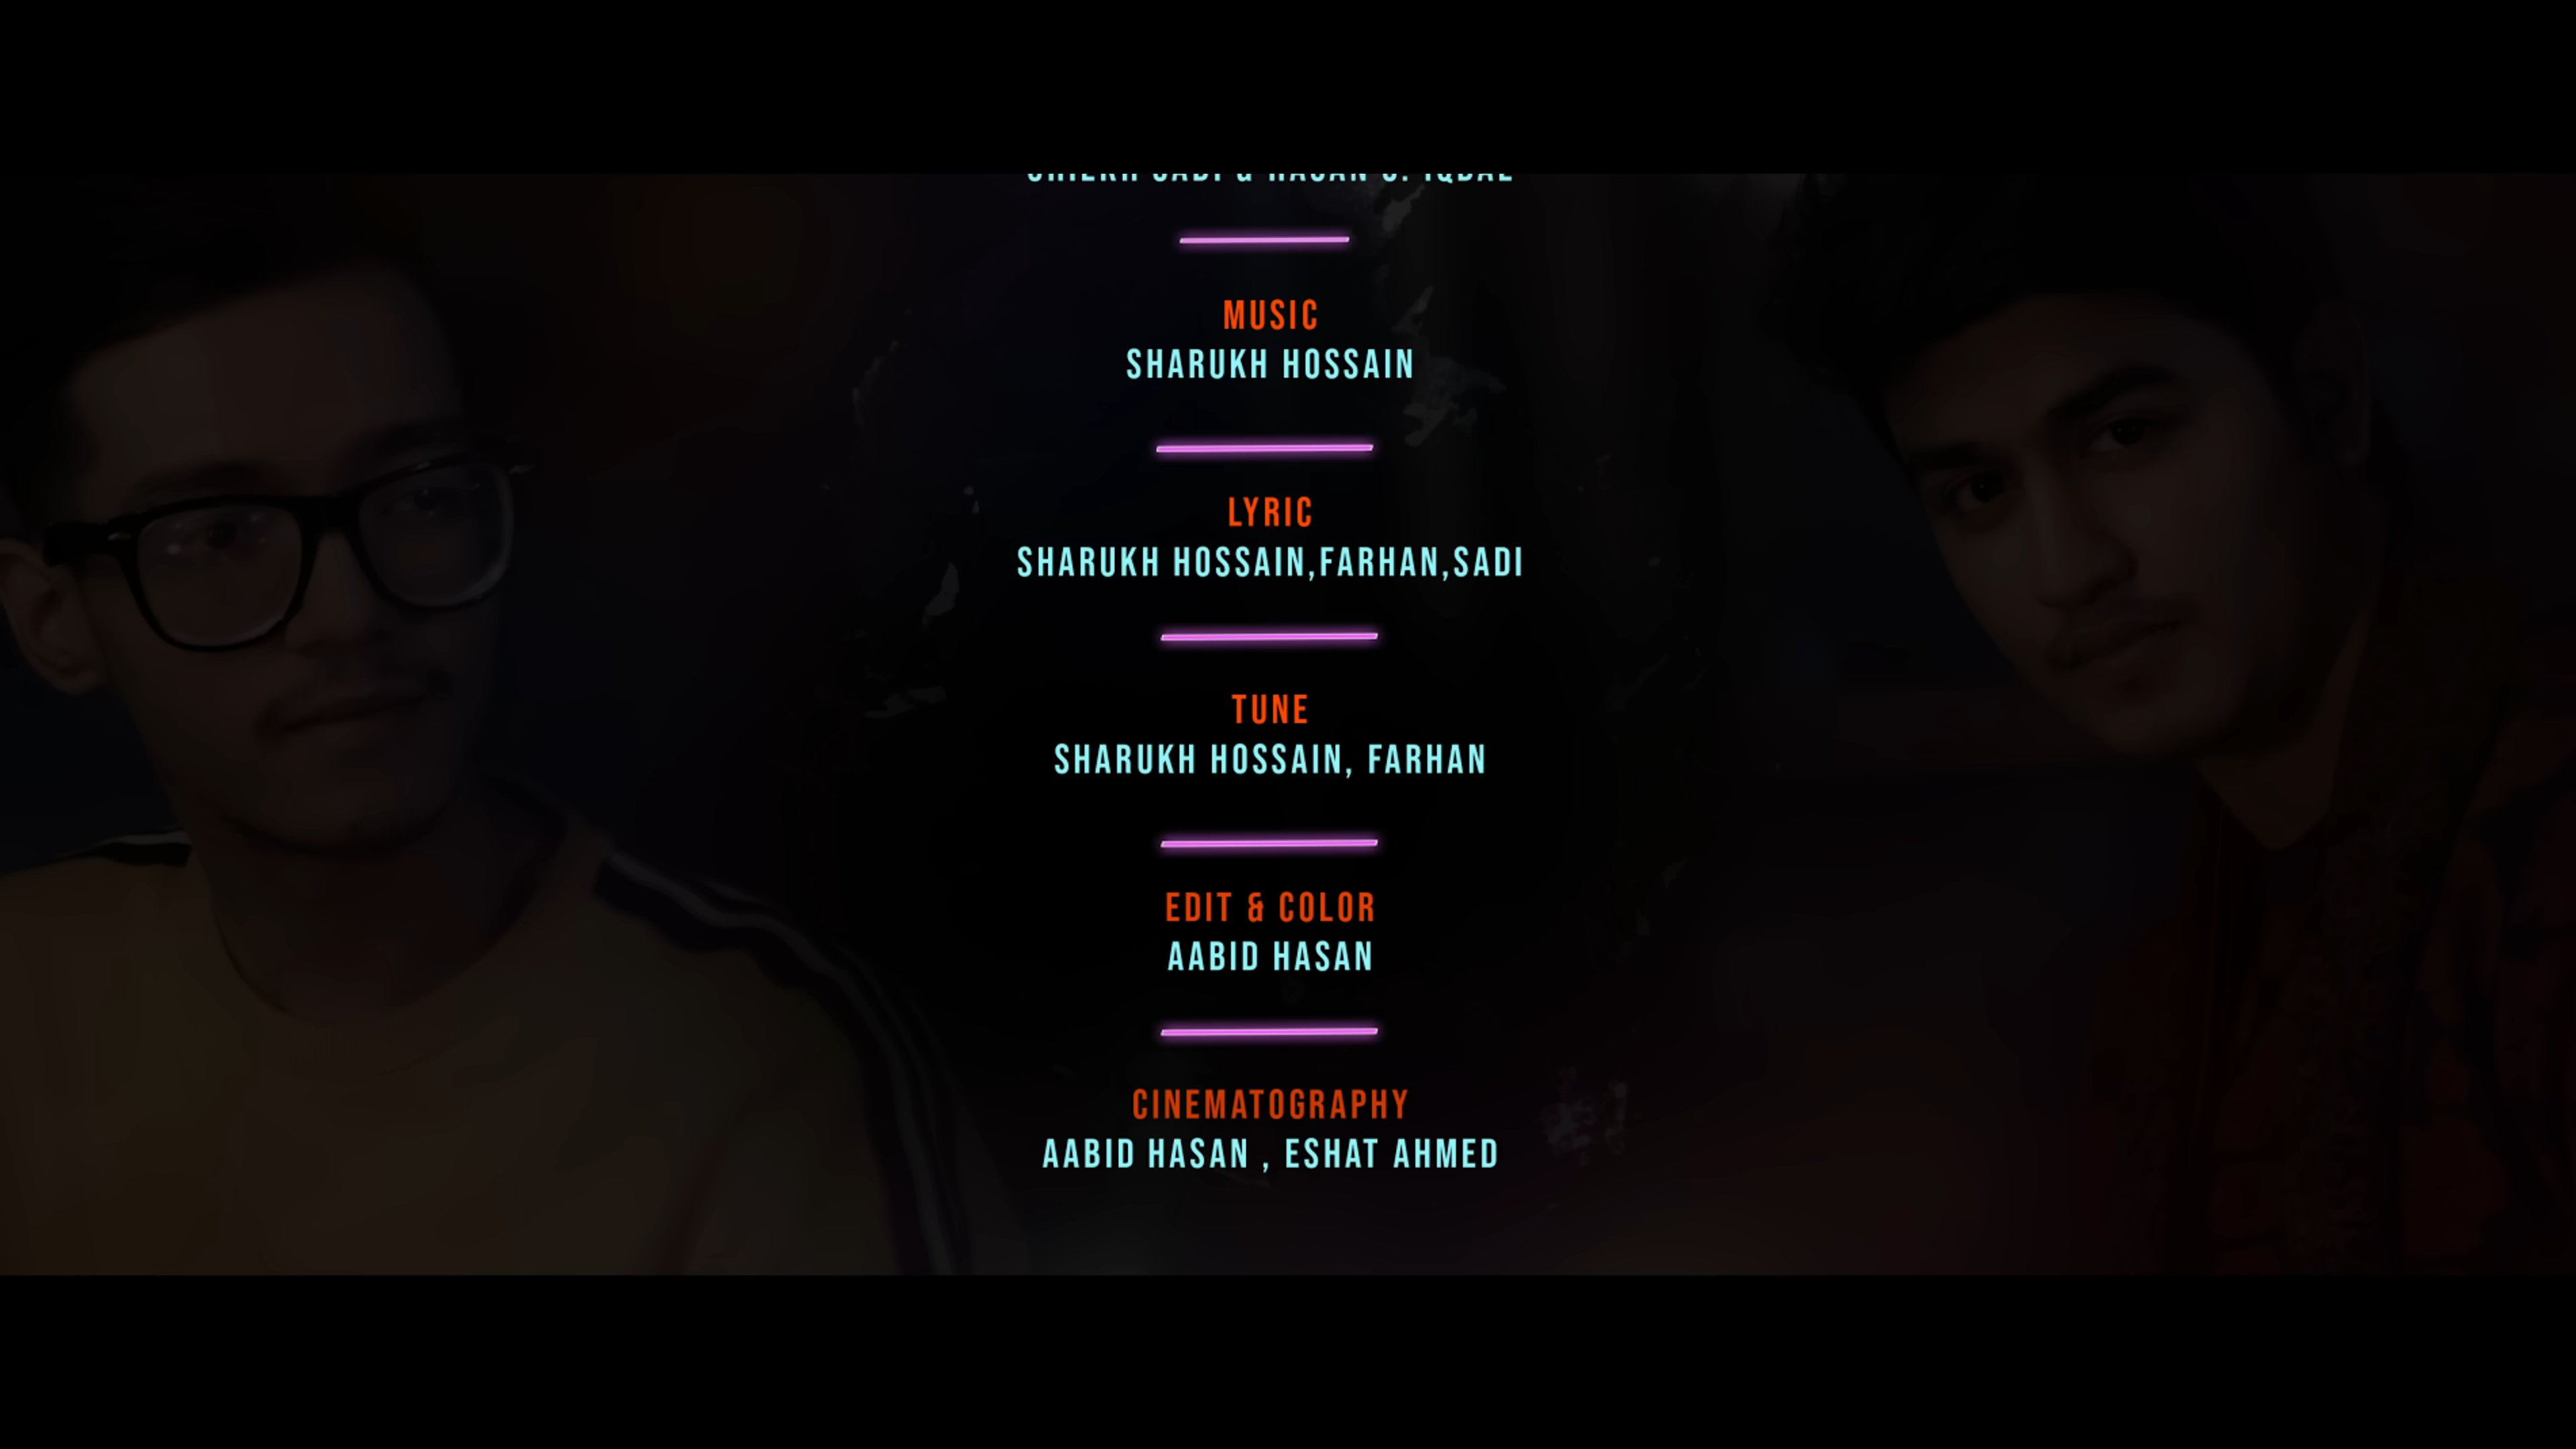 MUSIC
SHARUKH HOSSAIN
LYRIC
SHARUKH HOSSAIN,FARHAN,SADI
TUNE
SHARUKH HOSSAIN, FARHAN
EDIT & COLOR
AABID HASAN
CINEMATOGRAPHY
AABID HASAN , ESHAT AHMED